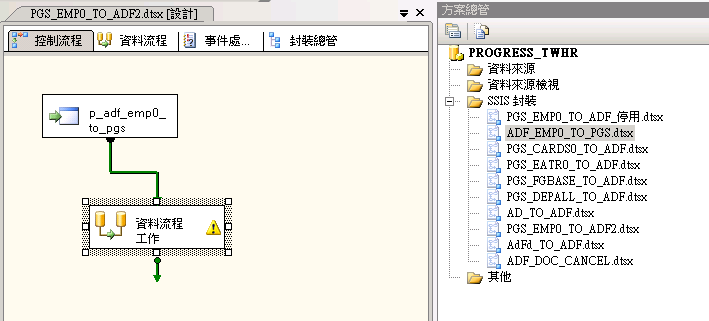 PGS_EMP0_TO_ADF2.dtsx [設計]
控制流程
資料流程
事件處...
封裝總管
p_adf_emp0_
to_pgs
資料流程
工作
方案總管
PROGRESS_TWHR
資料來源
資料來源檢視
SSIS 封裝
PGS_EMP0_TO_ADF_停用.dtsx
ADF_EMP0_TO_PGS.dtsx
PGS_CARDS0_TO_ADF.dtsx
PGS_EATR0_TO_ADF.dtsx
PGS_FGBASE_TO_ADF.dtsx
PGS_DEPALL_TO_ADF.dtsx
AD_TO_ADF.dtsx
PGS_EMP0_TO_ADF2.dtsx
AdFd_TO_ADF.dtsx
ADF_DOC_CANCEL.dtsx
其他